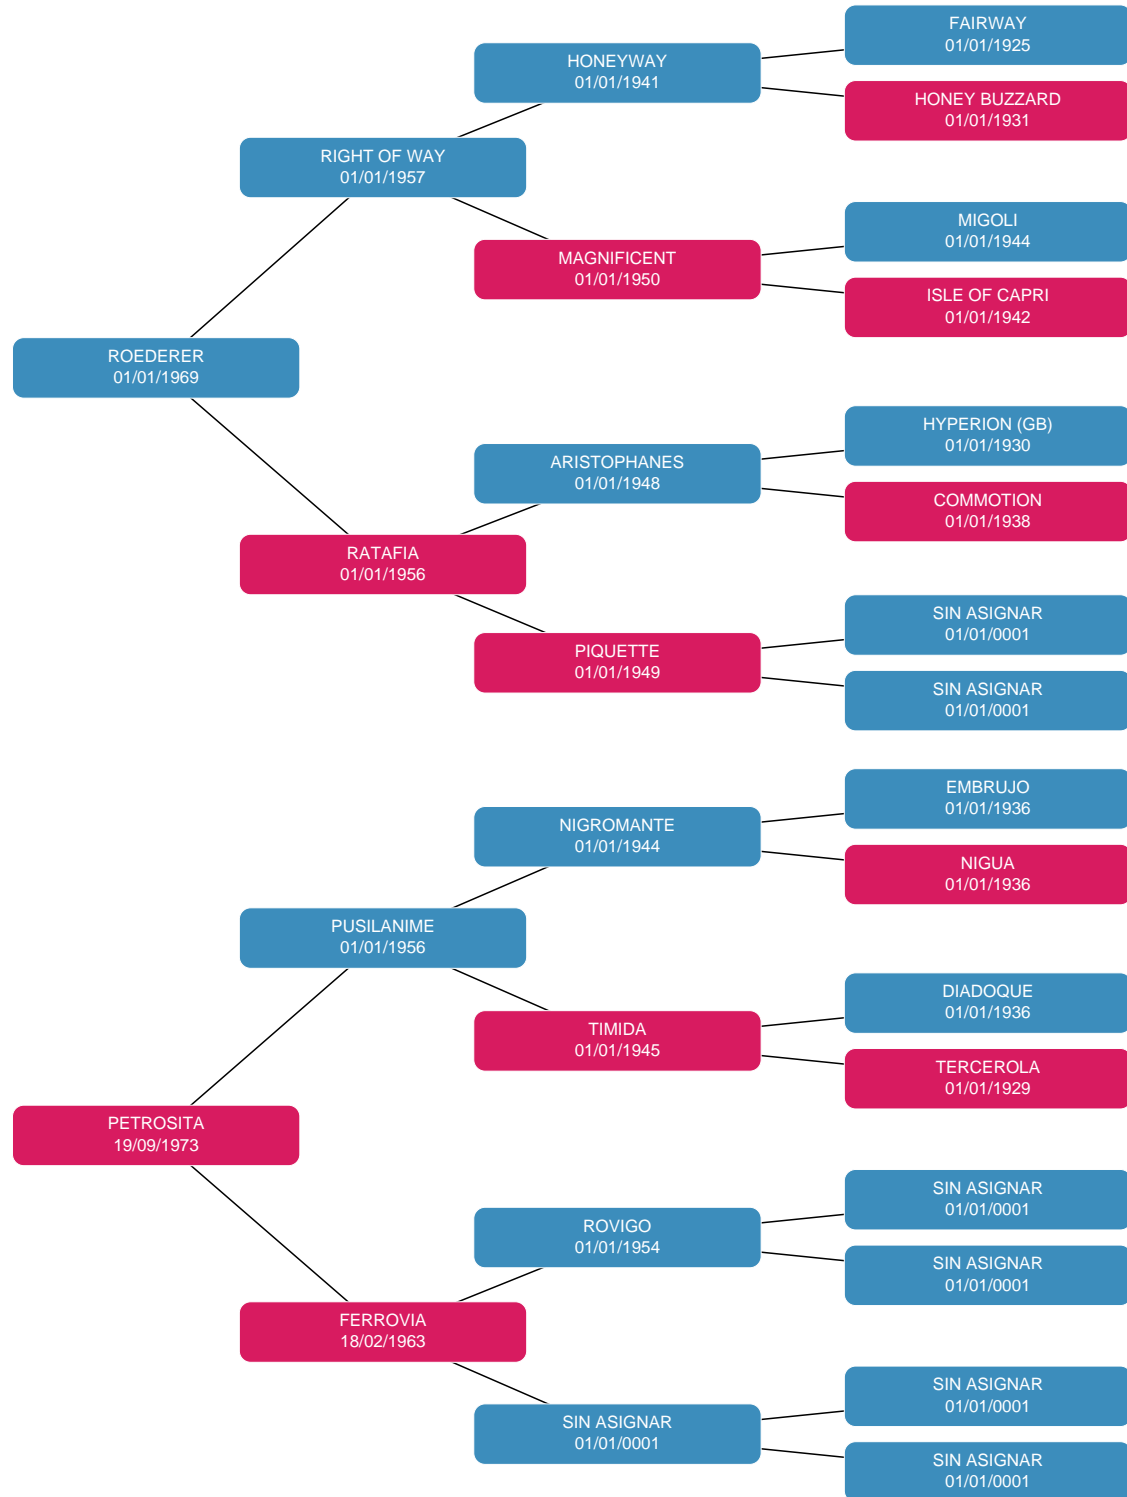 FAIRWAY
01/01/1925
HONEYWAY
01/01/1941
HONEY BUZZARD
01/01/1931
RIGHT OF WAY
01/01/1957
MIGOLI
01/01/1944
MAGNIFICENT
01/01/1950
ISLE OF CAPRI
01/01/1942
ROEDERER
01/01/1969
HYPERION (GB)
01/01/1930
ARISTOPHANES
01/01/1948
COMMOTION
01/01/1938
RATAFIA
01/01/1956
SIN ASIGNAR
01/01/0001
PIQUETTE
01/01/1949
SIN ASIGNAR
01/01/0001
EMBRUJO
01/01/1936
NIGROMANTE
01/01/1944
NIGUA
01/01/1936
PUSILANIME
01/01/1956
DIADOQUE
01/01/1936
TIMIDA
01/01/1945
TERCEROLA
01/01/1929
PETROSITA
19/09/1973
SIN ASIGNAR
01/01/0001
ROVIGO
01/01/1954
SIN ASIGNAR
01/01/0001
FERROVIA
18/02/1963
SIN ASIGNAR
01/01/0001
SIN ASIGNAR
01/01/0001
SIN ASIGNAR
01/01/0001